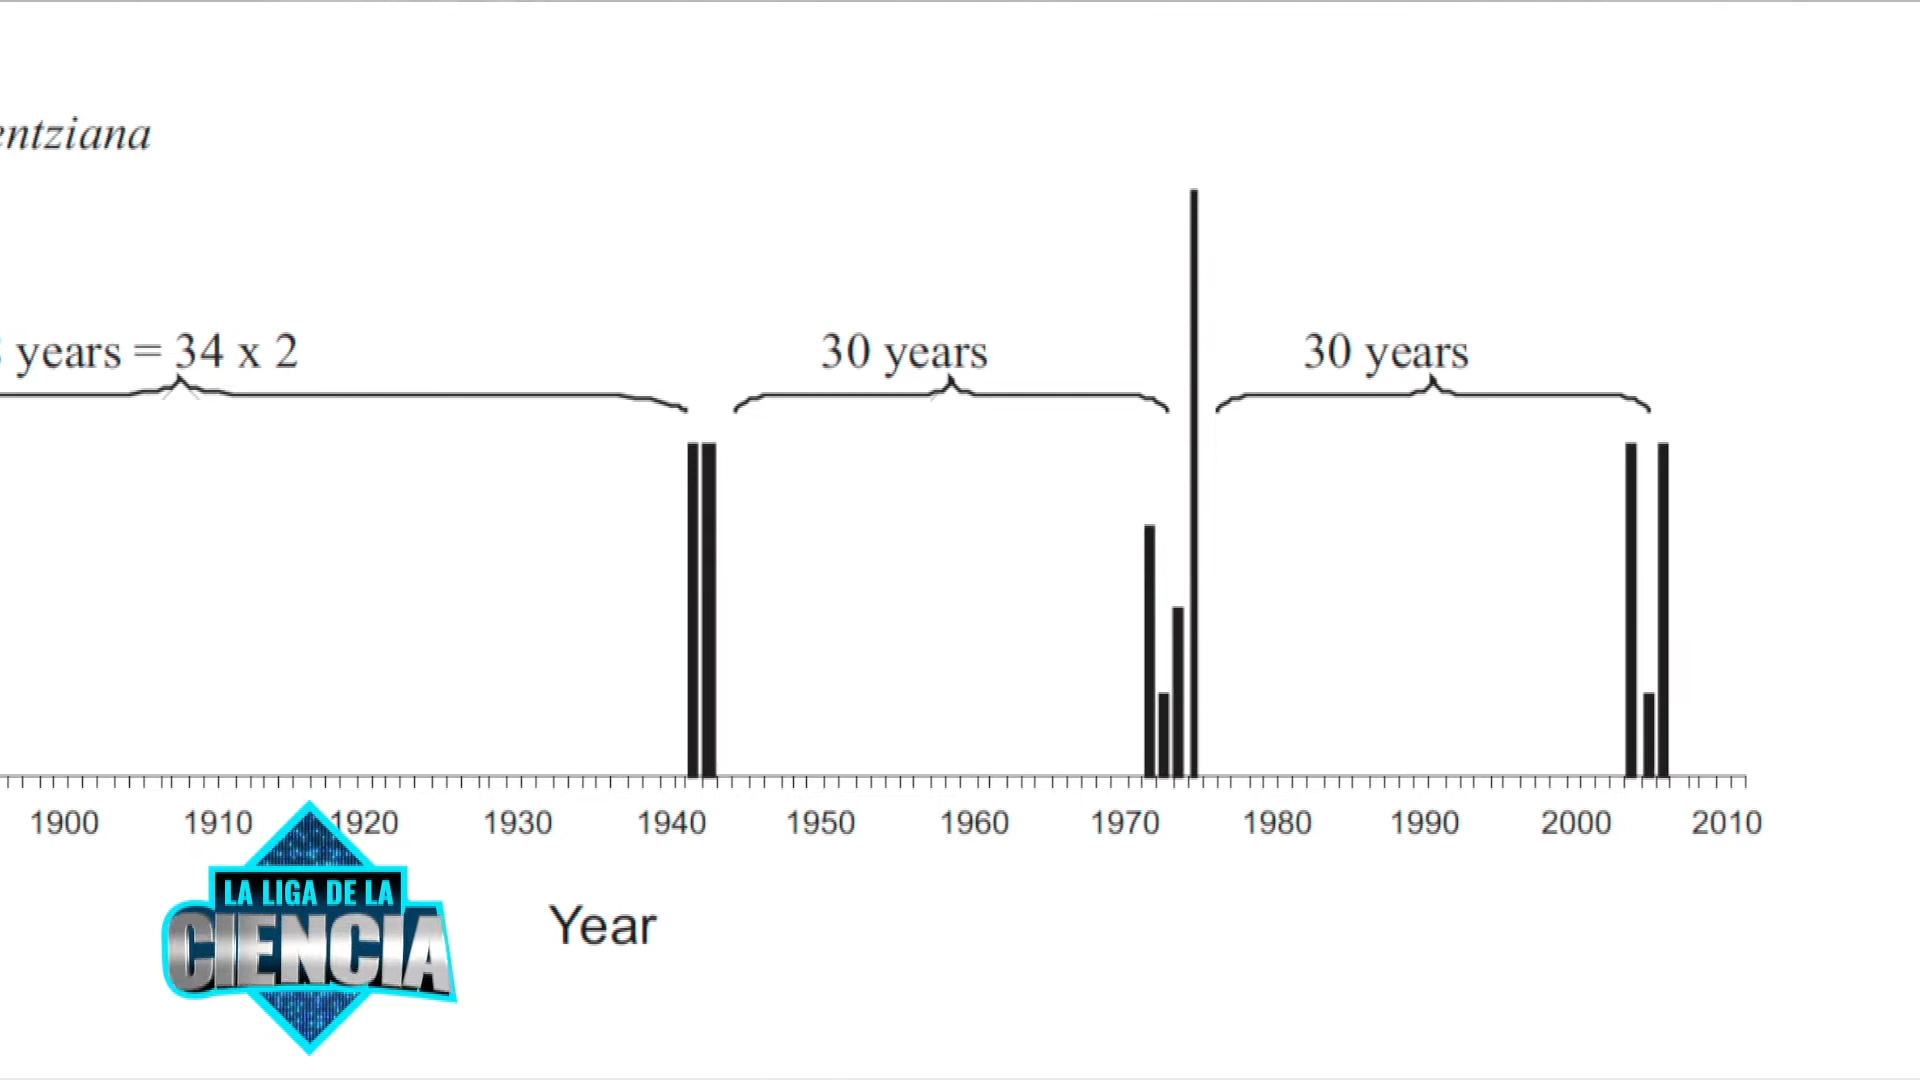 entziana
years = 34 x 2
30 years
30 years
1900 1910 1920 1930 1940 1950 1960 1970 1980 1990 2000 2010
Year
LA LIGA DE LA
CIENCIA